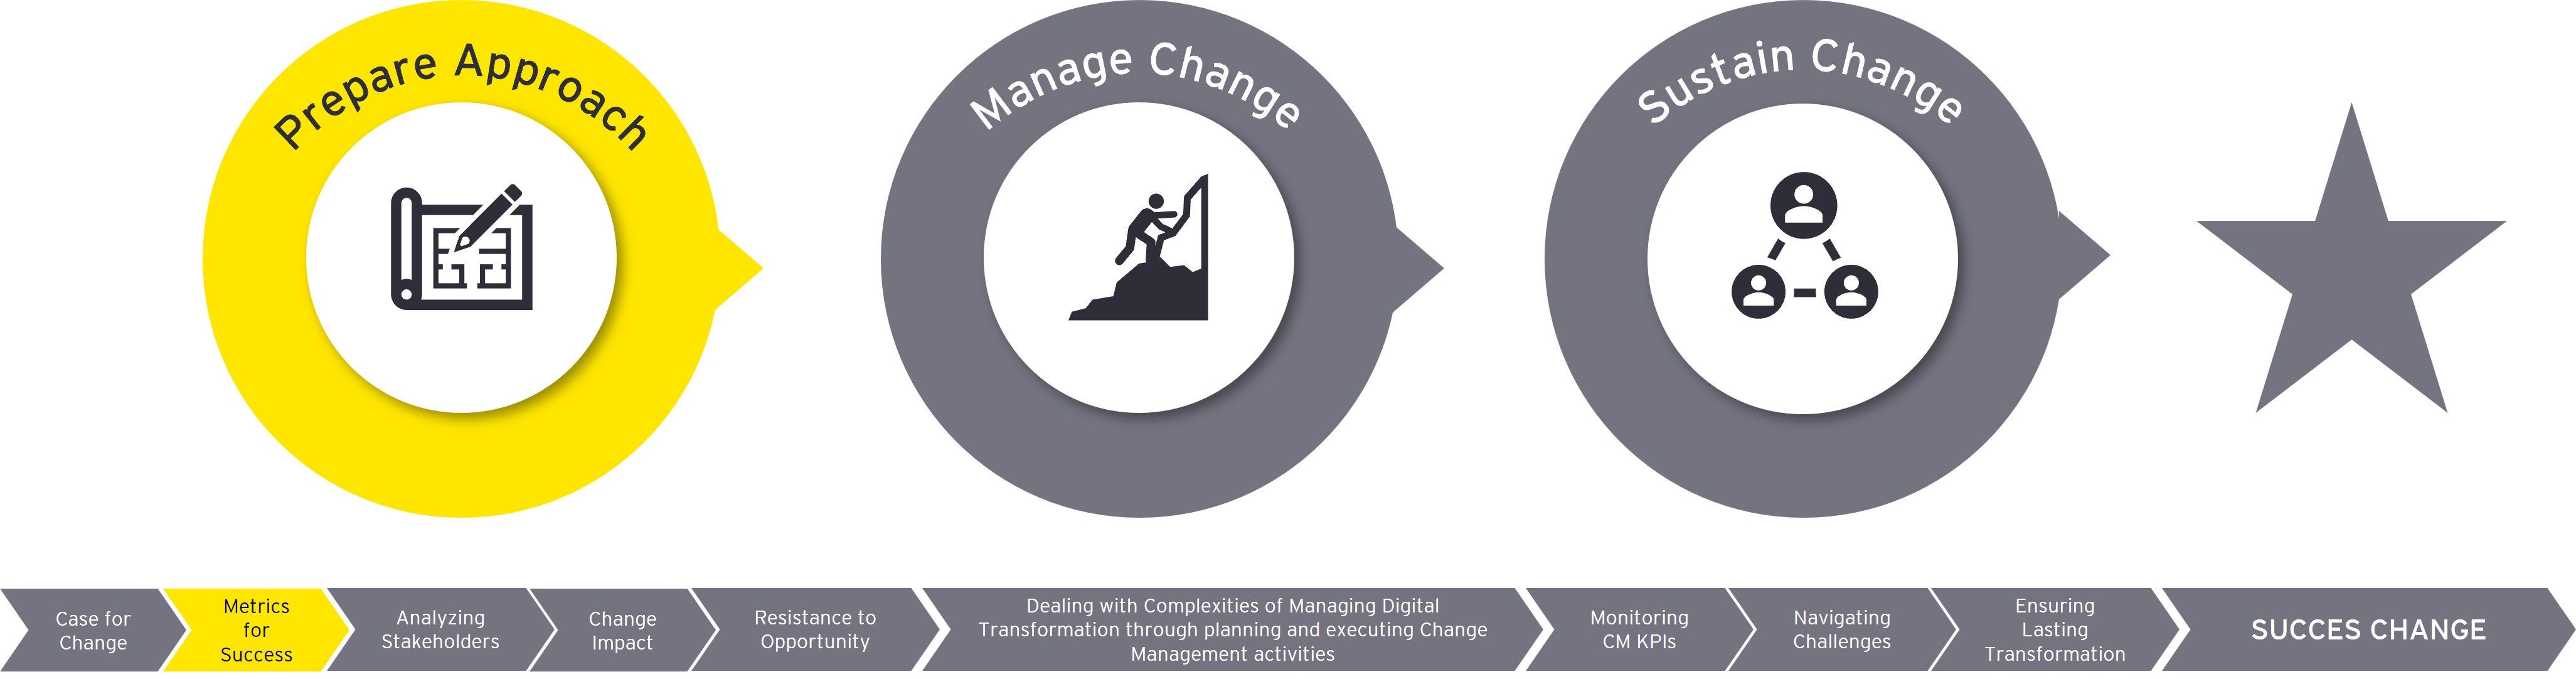 Prepare Approach
Manage Change
Sustain Change
Case for
Change
Metrics
for
Success
Analyzing
Stakeholders
Change
Impact
Resistance to
Opportunity
Dealing with Complexities of Managing Digital
Transformation through planning and executing Change
Management activities
Monitoring
CM KPIs
Navigating
Challenges
Ensuring
Lasting
Transformation
SUCCES CHANGE